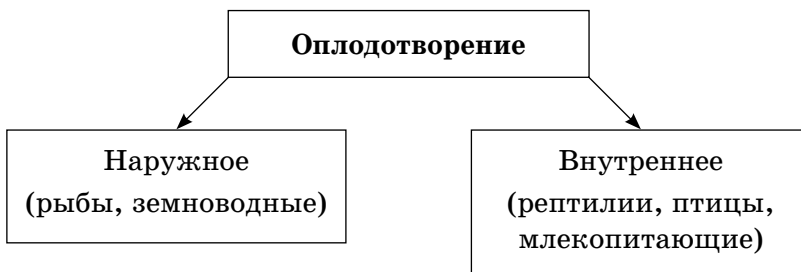 Оплодотворение
Наружное
(рыбы, земноводные)
Внутреннее
(рептилии, птицы,
млекопитающие)